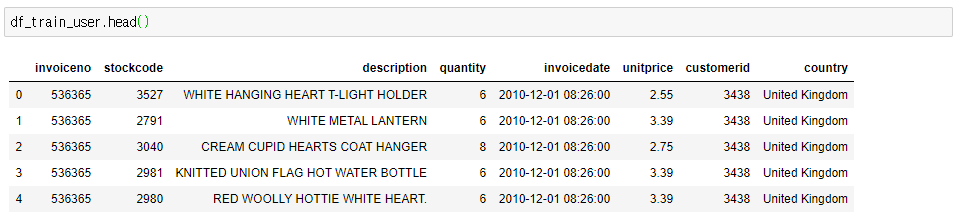 df_train_user.head()
invoiceno stockcode description quantity invoicedate unitprice customerid country
0 536365 3527 WHITE HANGING HEART T-LIGHT HOLDER 6 2010-12-01 08:26:00 2.55 3438 United Kingdom
1 536365 2791 WHITE METAL LANTERN 6 2010-12-01 08:26:00 3.39 3438 United Kingdom
2 536365 3040 CREAM CUPID HEARTS COAT HANGER 8 2010-12-01 08:26:00 2.75 3438 United Kingdom
3 536365 2981 KNITTED UNION FLAG HOT WATER BOTTLE 6 2010-12-01 08:26:00 3.39 3438 United Kingdom
4 536365 2980 RED WOOLLY HOTTIE WHITE HEART. 6 2010-12-01 08:26:00 3.39 3438 United Kingdom